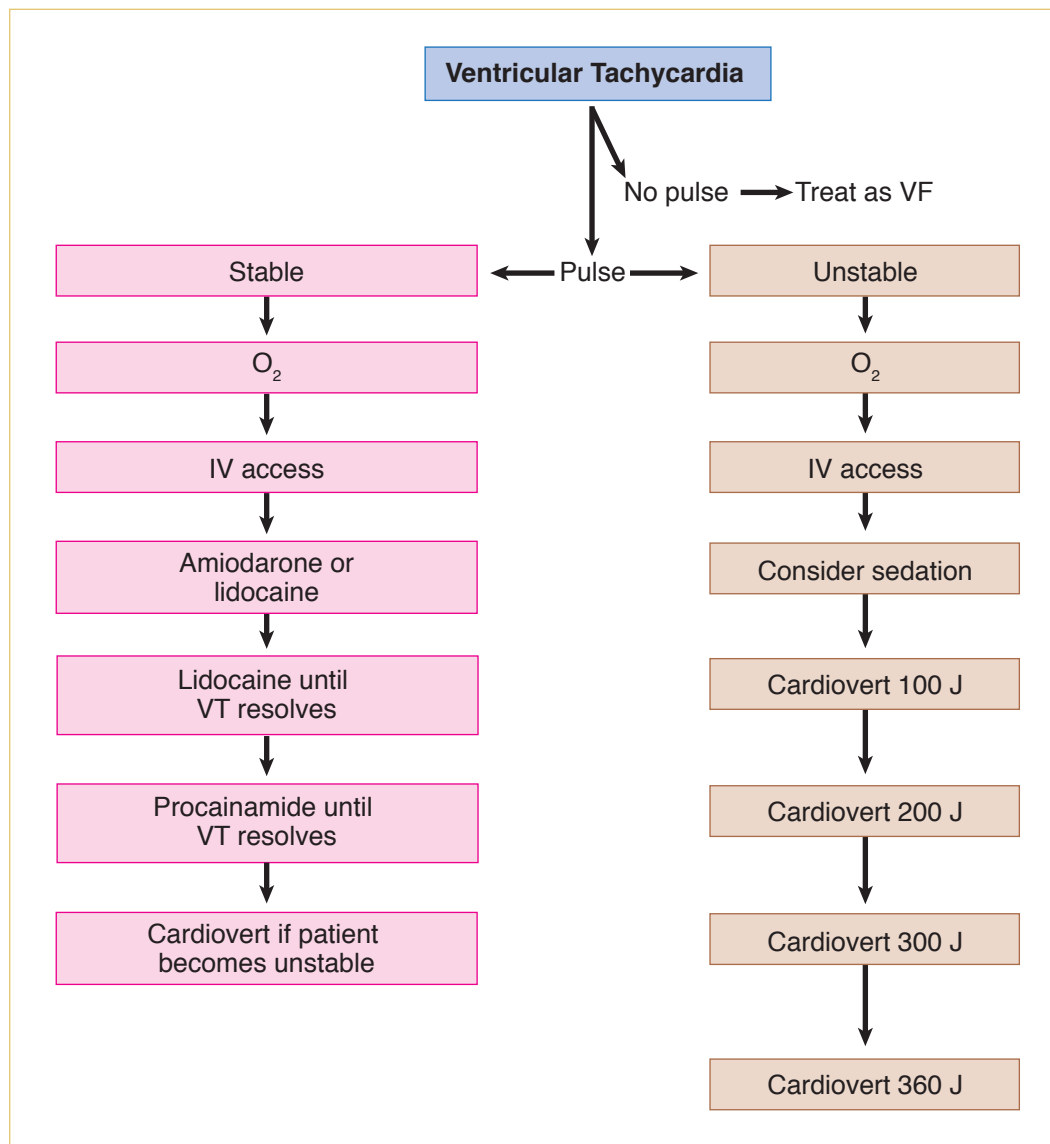 Ventricular Tachycardia
No pulse
Treat as VF
Pulse
Stable
O₂
IV access
Amiodarone or
lidocaine
Lidocaine until
VT resolves
Procainamide until
VT resolves
Cardiovert if patient
becomes unstable
Unstable
O₂
IV access
Consider sedation
Cardiovert 100 J
Cardiovert 200 J
Cardiovert 300 J
Cardiovert 360 J